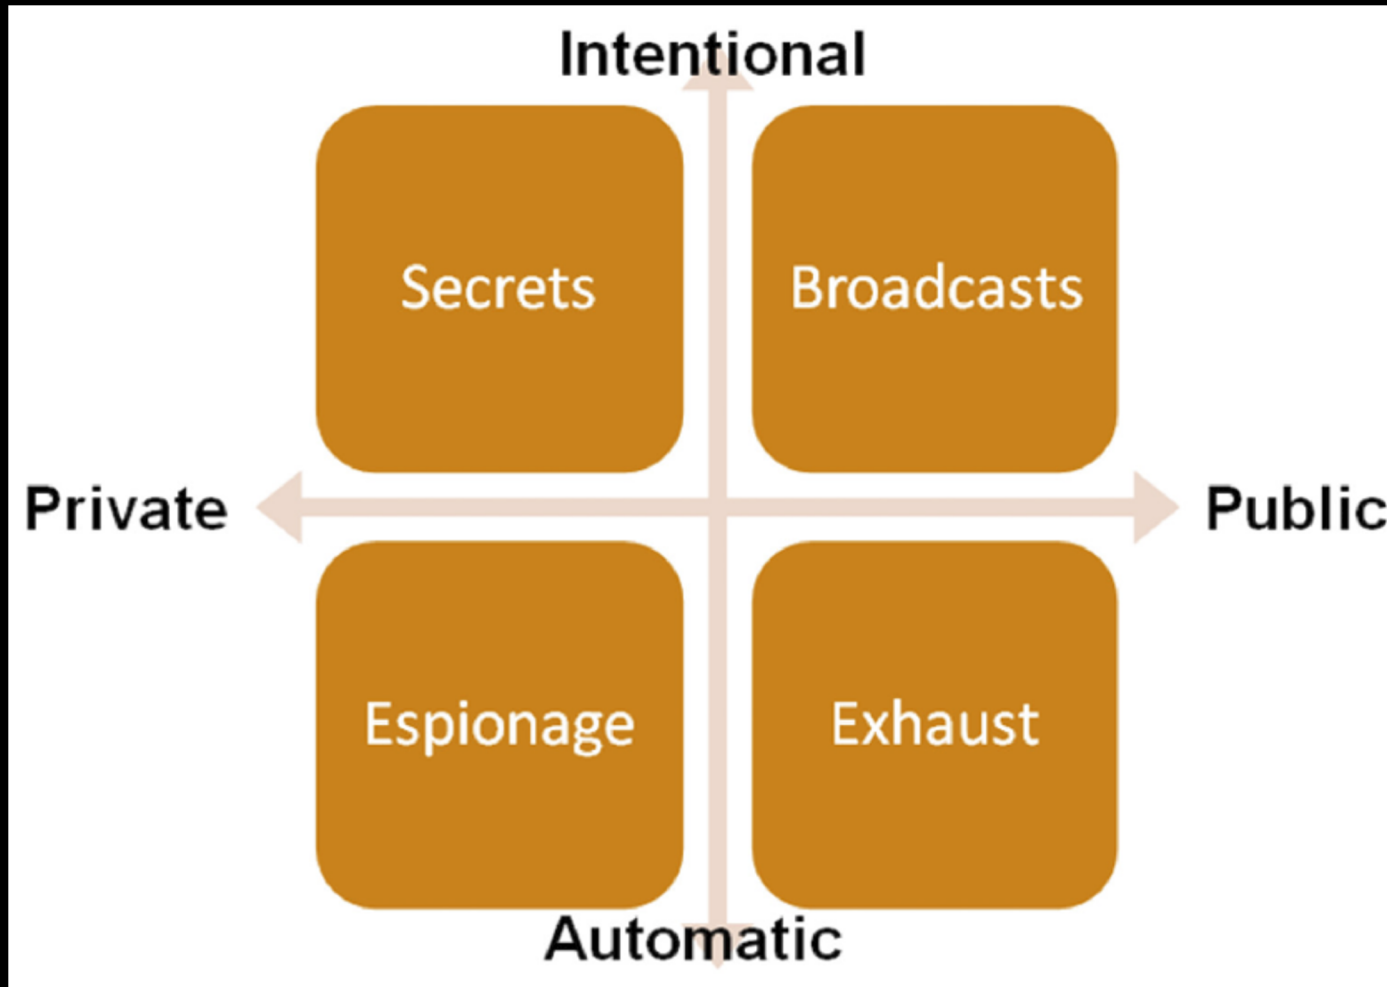 Intentional
Secrets
Broadcasts
Private
Public
Espionage
Exhaust
Automatic